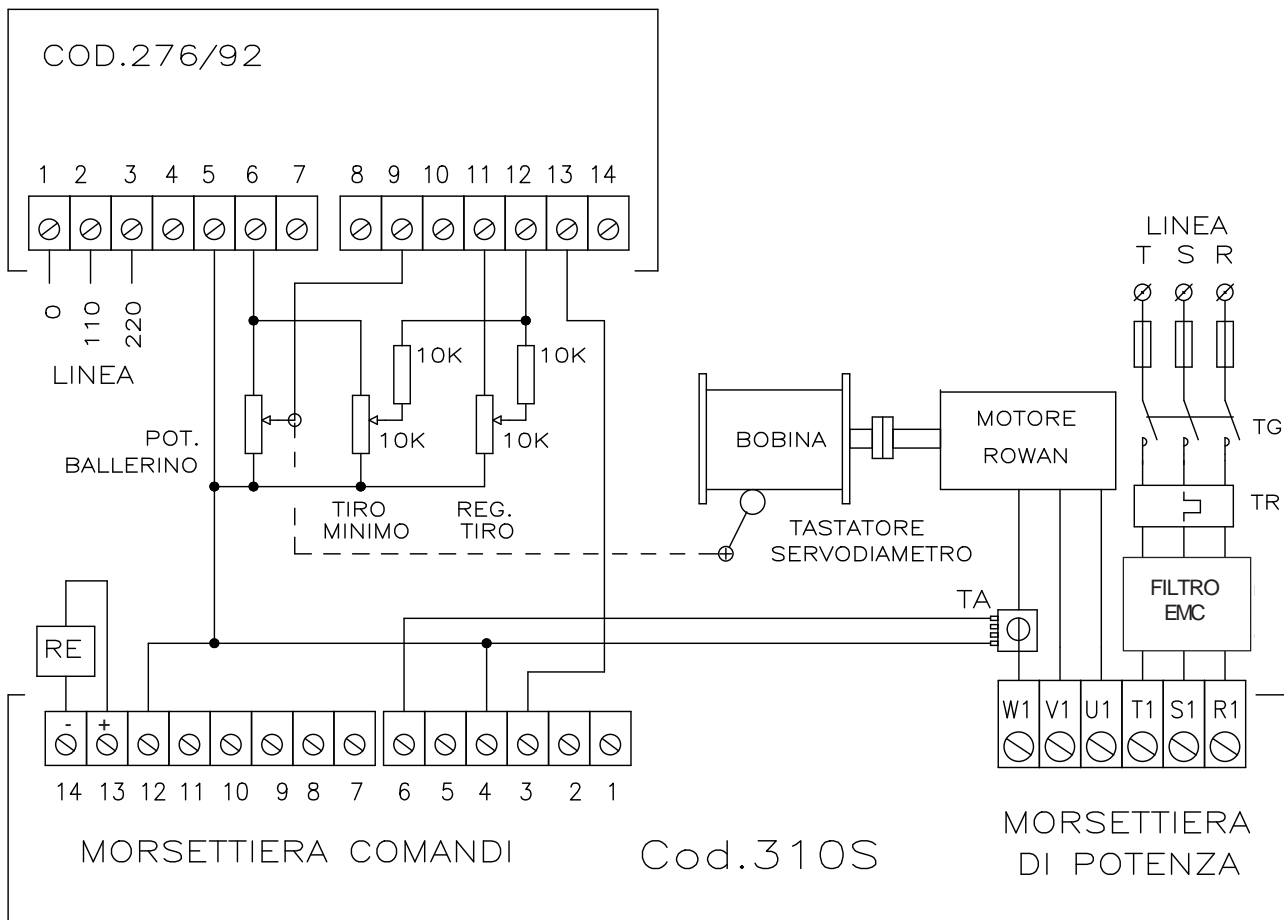 COD.276/92
1 2 3 4 5 6 7 8 9 10 11 12 13 14
0 110 220
LINEA
POT.
BALLERINO
10K
10K
TIRO
MINIMO
10K
10K
REG.
TIRO
BOBINA
MOTORE
ROWAN
TASTATORE
SERVODIAMETRO
LINEA
T S R
TG
TR
FILTRO
EMC
TA
RE
- +
14 13 12 11 10 9 8 7 6 5 4 3 2 1
MORSETTIERA COMANDI
Cod.310S
W1 V1 U1 T1 S1 R1
MORSETTIERA
DI POTENZA